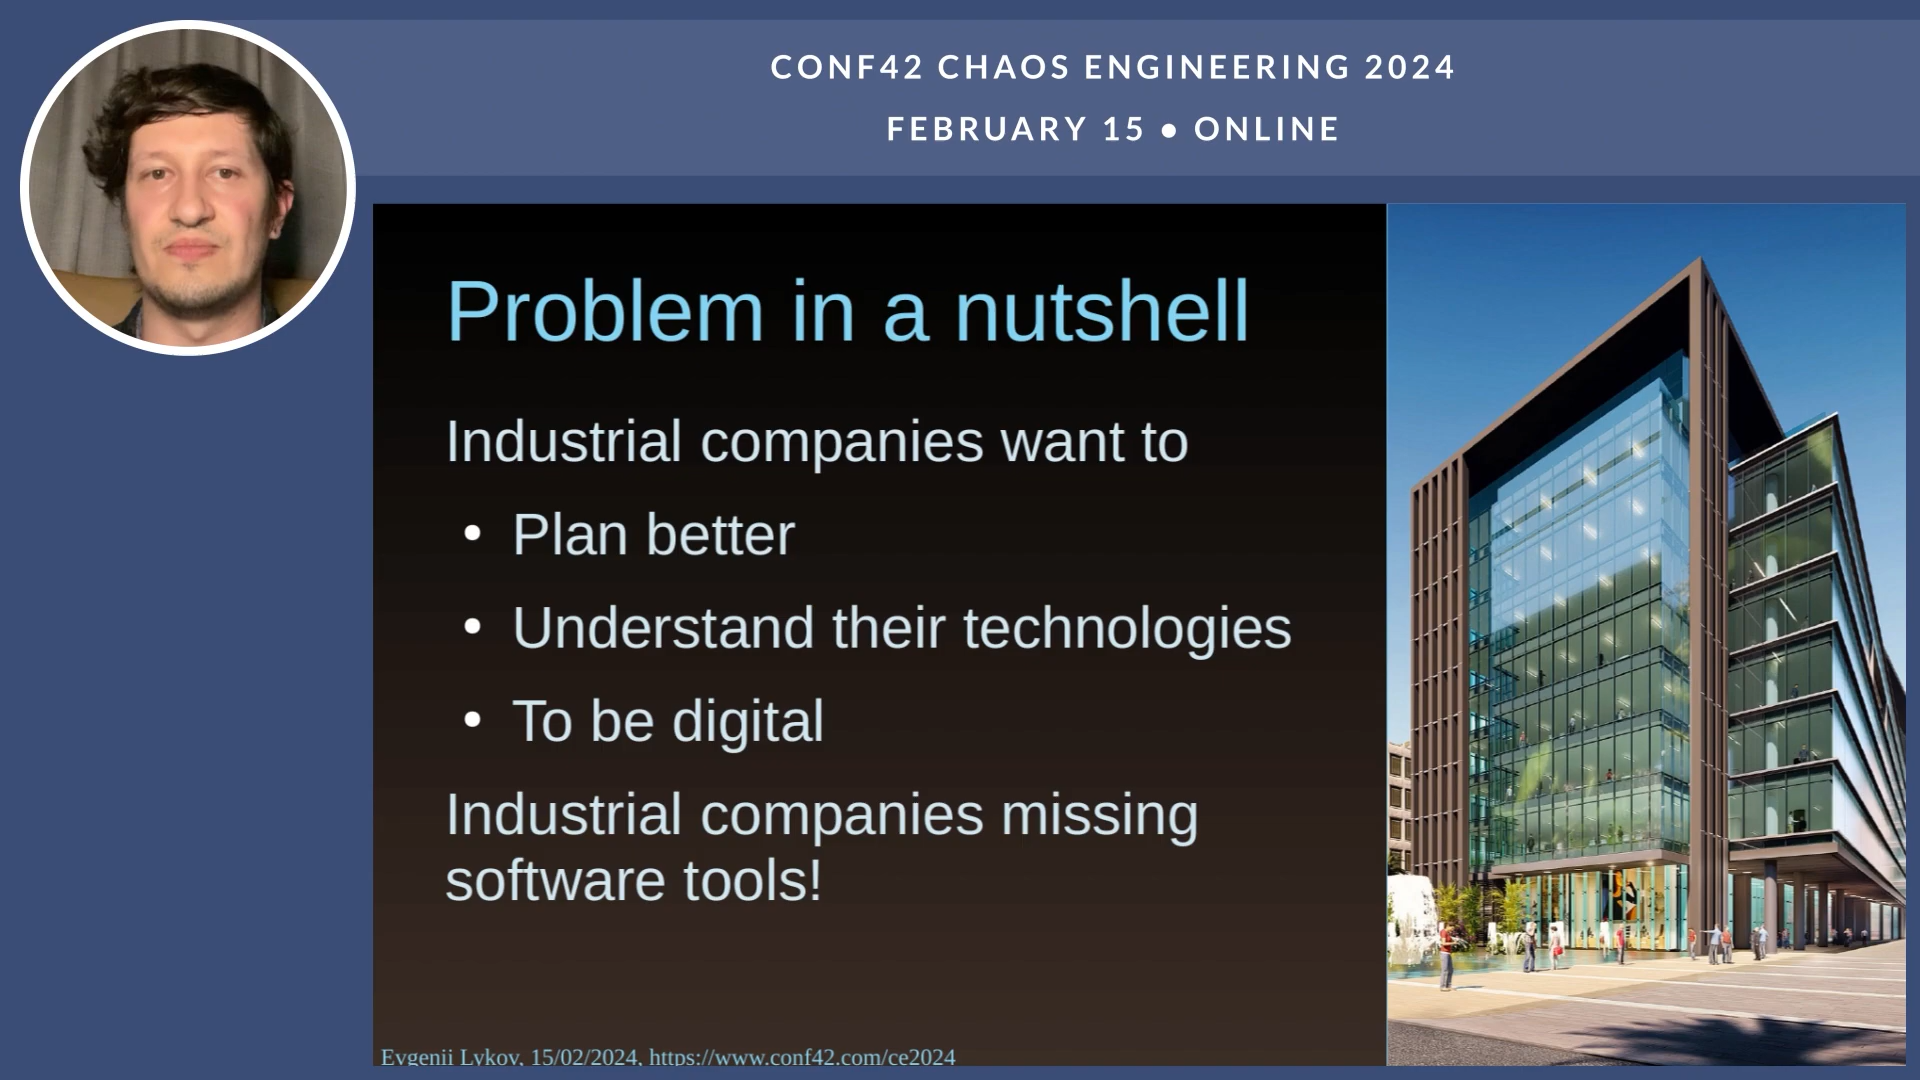 CONF42 CHAOS ENGINEERING 2024
FEBRUARY 15 ● ONLINE
Problem in a nutshell
Industrial companies want to
• Plan better
• Understand their technologies
• To be digital
Industrial companies missing
software tools!
Evgenii Lykov, 15/02/2024, https://www.conf42.com/ce2024